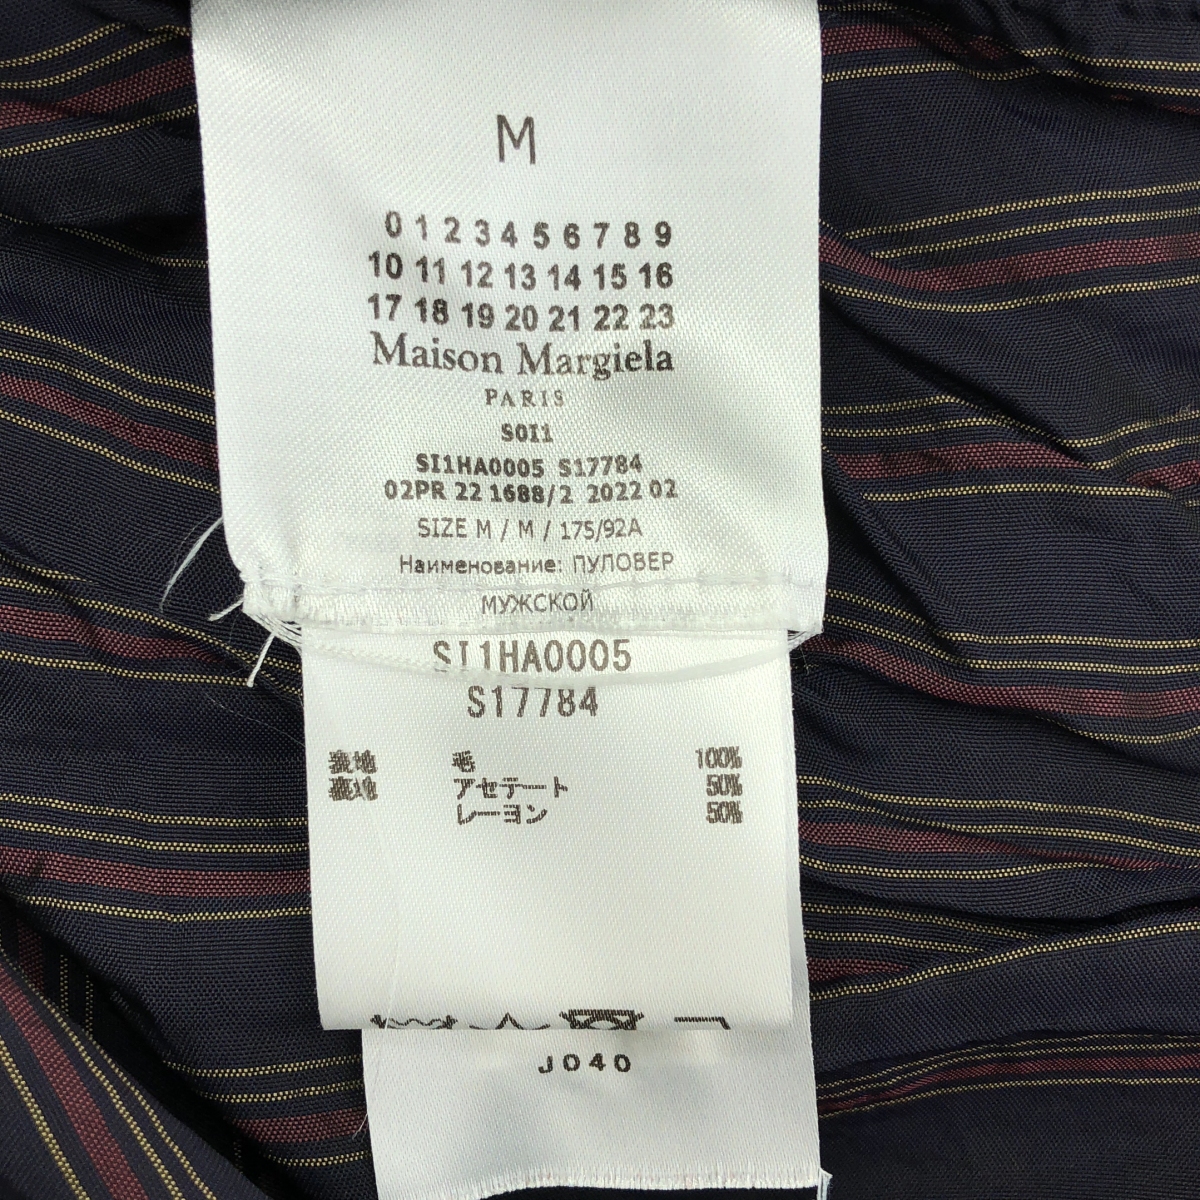 M
0 1 2 3 4 5 6 7 8 9
10 11 12 13 14 15 16
17 18 19 20 21 22 23
Maison Margiela
PARIS
S0I1
SI1HA0005 S17784
02PR 22 1688/2 2022 02
SIZE M / M / 175/92A
Наименование: ПУЛОВЕР
МУЖСКОЙ
SI1HA0005
S17784
表地 毛 100%
裏地 アセテート 50%
レーヨン 50%
J040